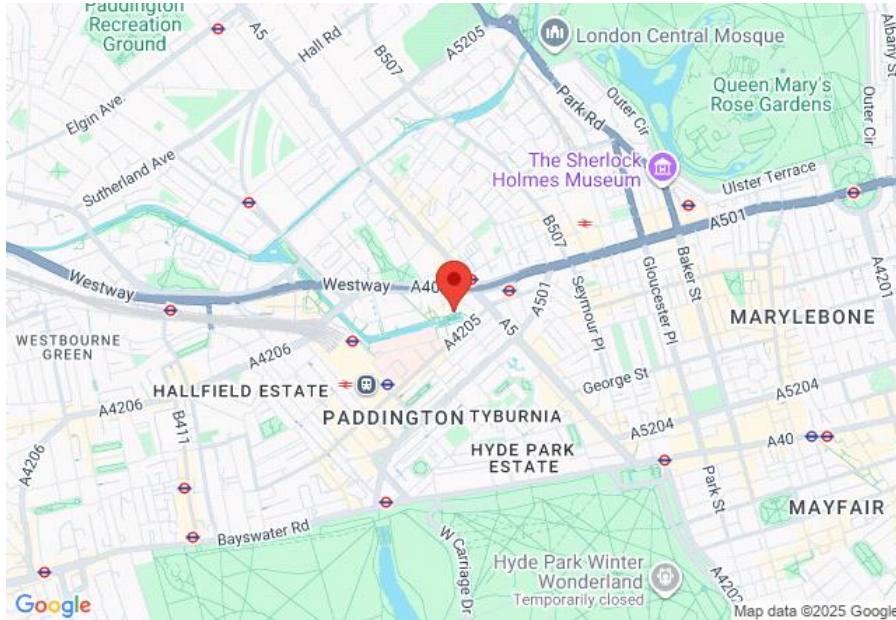 Paddington
Recreation
Ground
A5
Hall Rd
B507
A5205
London Central Mosque
Albany St
Elgin Ave.
Park Rd
Outer Cir
Queen Mary's
Rose Gardens
Outer Cir
Sutherland Ave
The Sherlock
Holmes Museum
Ulster Terrace
B507
A501
Westway
Westway
A40
A4201
A501
Gloucester Pl
Baker St
Seymour Pl
MARYLEBONE
WESTBOURNE
GREEN
A4206
A4205
A5
HALLFIELD ESTATE
George St
A5204
A4206
A4206
B411
PADDINGTON
TYBURNIA
A5204
A40
HYDE PARK
ESTATE
Park St
MAYFAIR
Bayswater Rd
W Carriage Dr
Hyde Park Winter
Wonderland
Temporarily closed
A4202
Google
Map data ©2025 Google